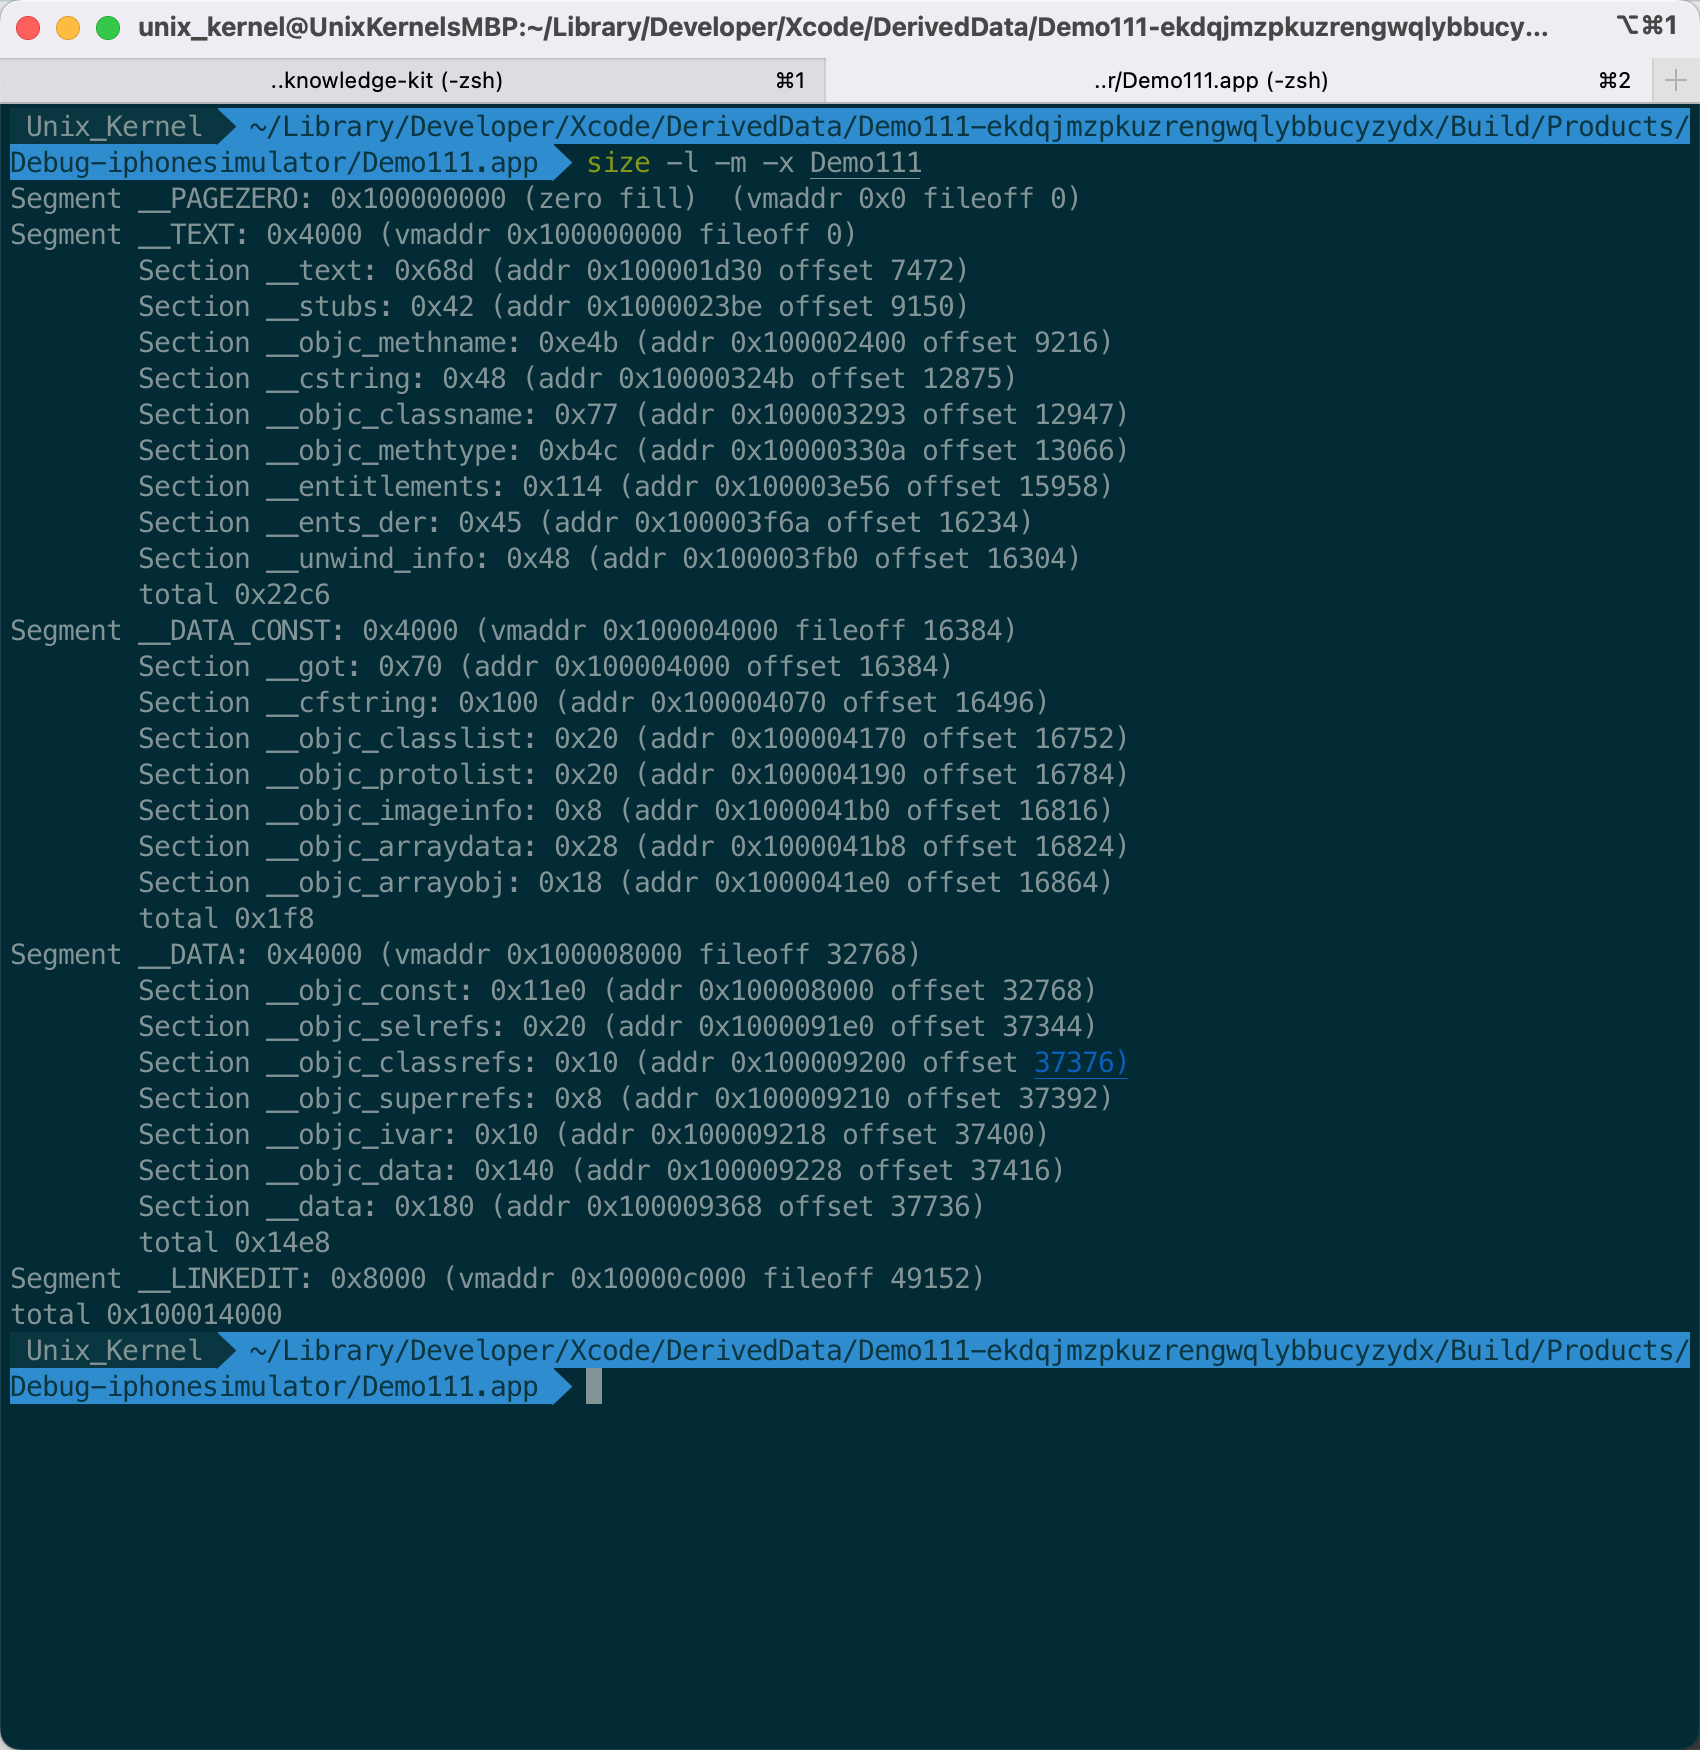 unix_kernel@UnixKernelsMBP:~/Library/Developer/Xcode/DerivedData/Demo111-ekdqjmzpkuzrengwqlybbucy... ⌥⌘1
..knowledge-kit (-zsh) ⌘1 ..r/Demo111.app (-zsh) ⌘2
Unix_Kernel ~/Library/Developer/Xcode/DerivedData/Demo111-ekdqjmzpkuzrengwqlybbucyzydx/Build/Products/
Debug-iphonesimulator/Demo111.app size -l -m -x Demo111
Segment __PAGEZERO: 0x100000000 (zero fill)  (vmaddr 0x0 fileoff 0)
Segment __TEXT: 0x4000 (vmaddr 0x100000000 fileoff 0)
Section __text: 0x68d (addr 0x100001d30 offset 7472)
Section __stubs: 0x42 (addr 0x1000023be offset 9150)
Section __objc_methname: 0xe4b (addr 0x100002400 offset 9216)
Section __cstring: 0x48 (addr 0x10000324b offset 12875)
Section __objc_classname: 0x77 (addr 0x100003293 offset 12947)
Section __objc_methtype: 0xb4c (addr 0x10000330a offset 13066)
Section __entitlements: 0x114 (addr 0x100003e56 offset 15958)
Section __ents_der: 0x45 (addr 0x100003f6a offset 16234)
Section __unwind_info: 0x48 (addr 0x100003fb0 offset 16304)
total 0x22c6
Segment __DATA_CONST: 0x4000 (vmaddr 0x100004000 fileoff 16384)
Section __got: 0x70 (addr 0x100004000 offset 16384)
Section __cfstring: 0x100 (addr 0x100004070 offset 16496)
Section __objc_classlist: 0x20 (addr 0x100004170 offset 16752)
Section __objc_protolist: 0x20 (addr 0x100004190 offset 16784)
Section __objc_imageinfo: 0x8 (addr 0x1000041b0 offset 16816)
Section __objc_arraydata: 0x28 (addr 0x1000041b8 offset 16824)
Section __objc_arrayobj: 0x18 (addr 0x1000041e0 offset 16864)
total 0x1f8
Segment __DATA: 0x4000 (vmaddr 0x100008000 fileoff 32768)
Section __objc_const: 0x11e0 (addr 0x100008000 offset 32768)
Section __objc_selrefs: 0x20 (addr 0x1000091e0 offset 37344)
Section __objc_classrefs: 0x10 (addr 0x100009200 offset 37376)
Section __objc_superrefs: 0x8 (addr 0x100009210 offset 37392)
Section __objc_ivar: 0x10 (addr 0x100009218 offset 37400)
Section __objc_data: 0x140 (addr 0x100009228 offset 37416)
Section __data: 0x180 (addr 0x100009368 offset 37736)
total 0x14e8
Segment __LINKEDIT: 0x8000 (vmaddr 0x10000c000 fileoff 49152)
total 0x100014000
Unix_Kernel ~/Library/Developer/Xcode/DerivedData/Demo111-ekdqjmzpkuzrengwqlybbucyzydx/Build/Products/
Debug-iphonesimulator/Demo111.app